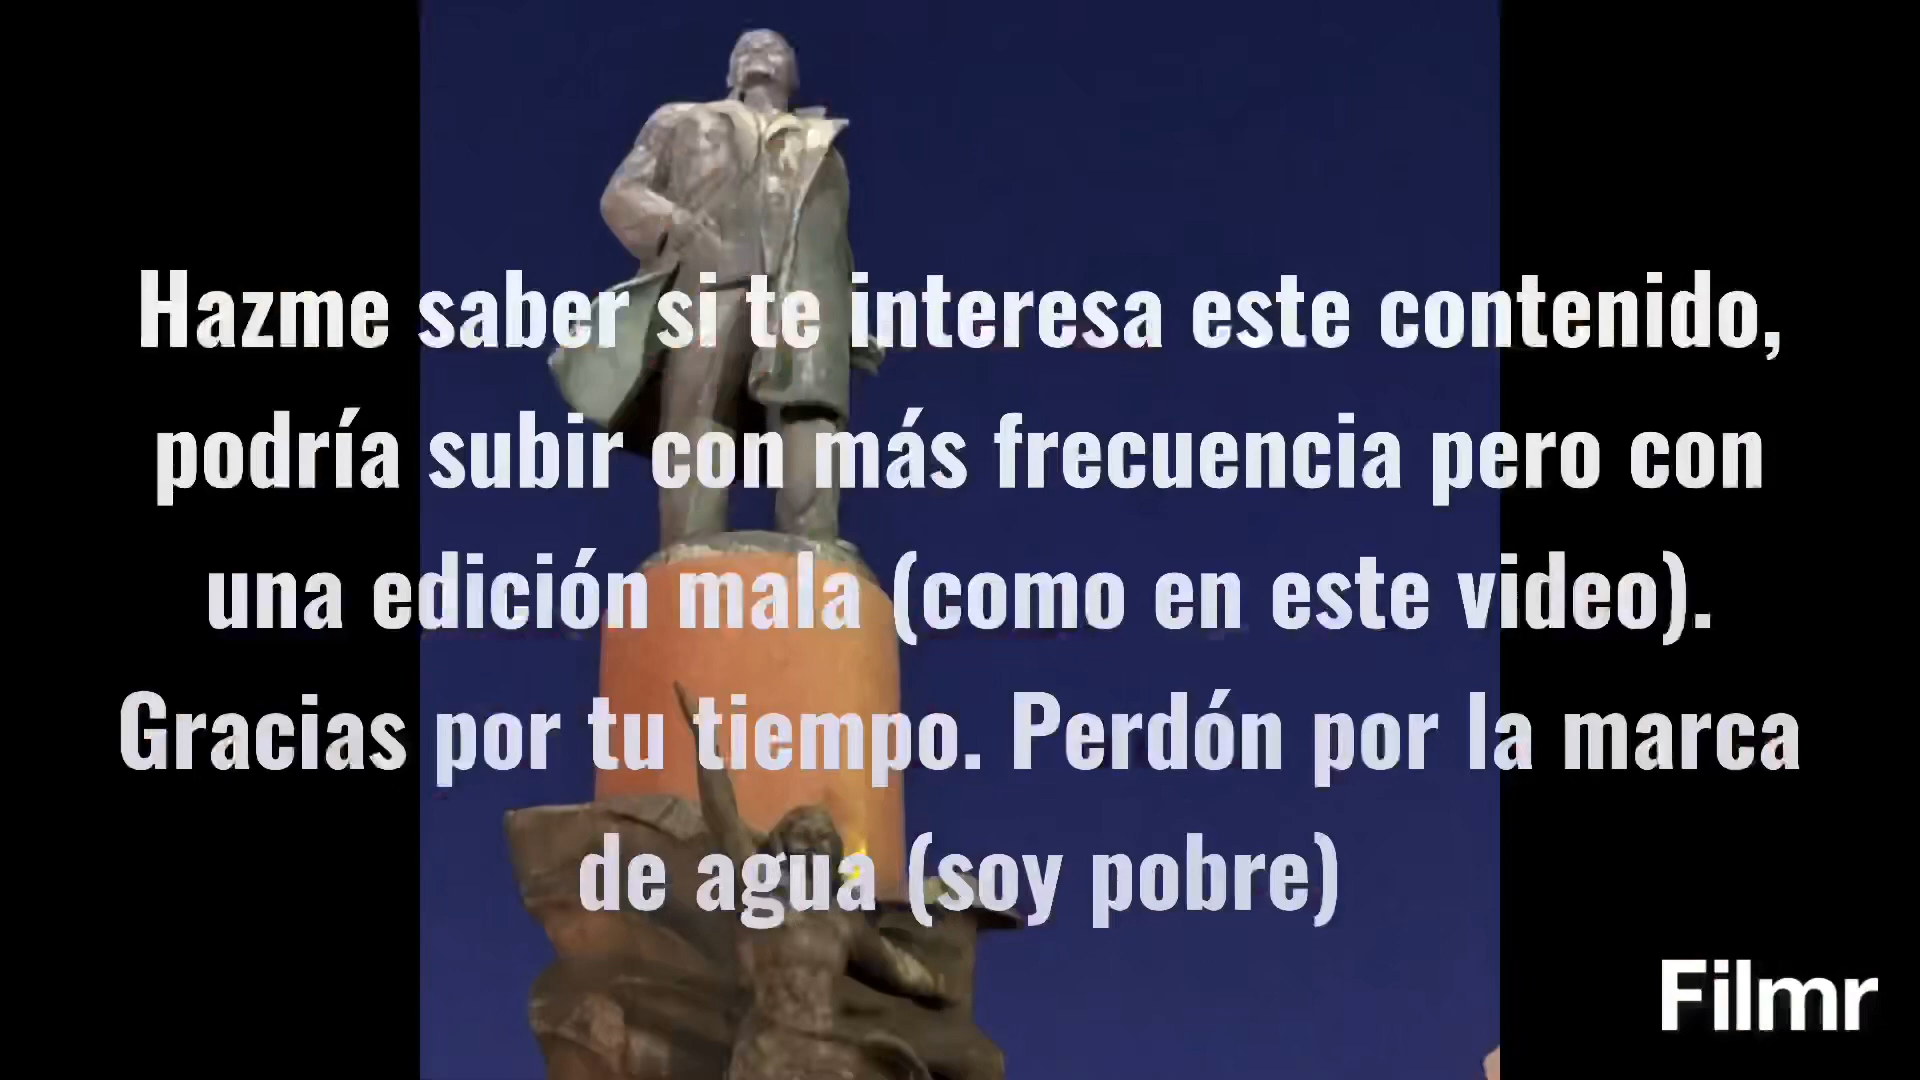 Hazme saber si te interesa este contenido,
podría subir con más frecuencia pero con
una edición mala (como en este video).
Gracias por tu tiempo. Perdón por la marca
de agua (soy pobre)
Filmr